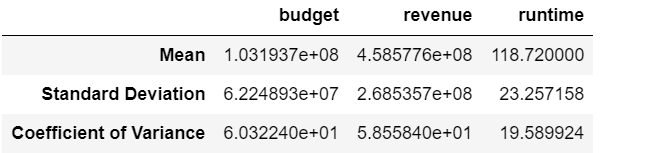 budget revenue runtime
Mean 1.031937e+08 4.585776e+08 118.720000
Standard Deviation 6.224893e+07 2.685357e+08 23.257158
Coefficient of Variance 6.032240e+01 5.855840e+01 19.589924